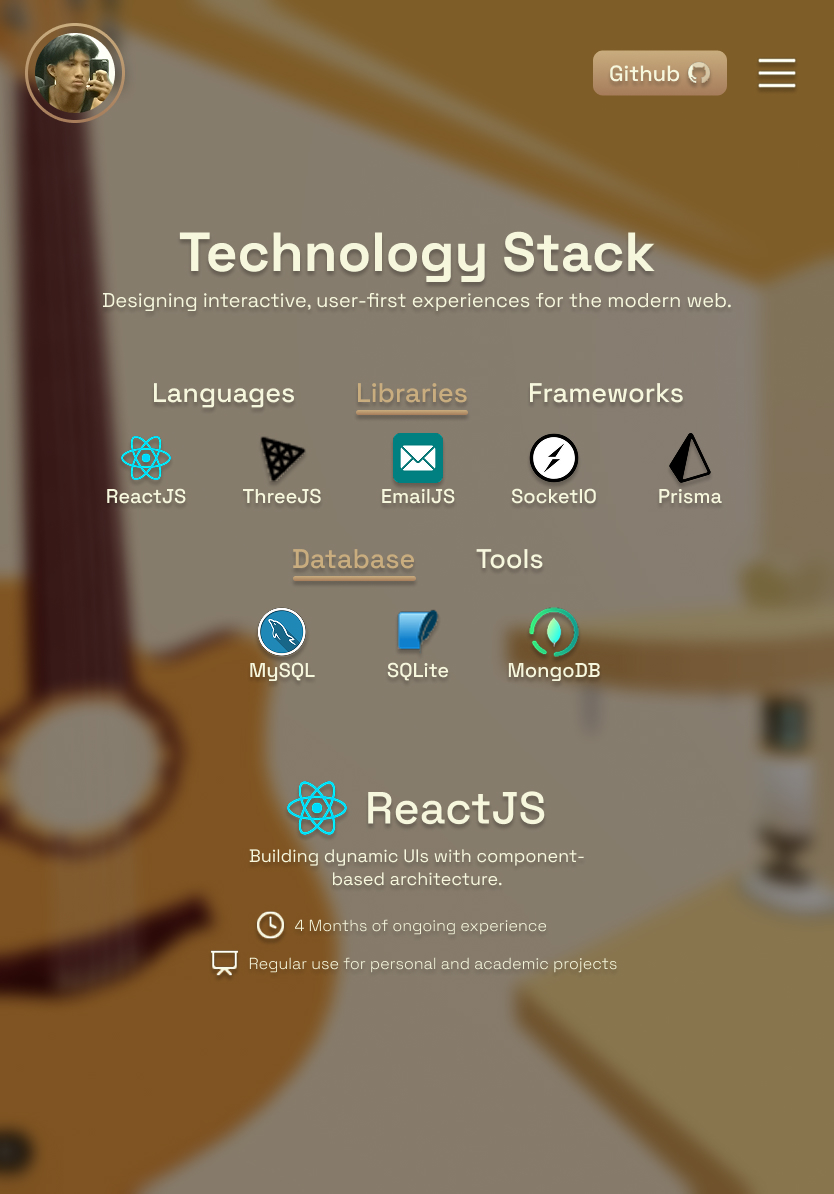 Github
Technology Stack
Designing interactive, user-first experiences for the modern web.
Languages Libraries Frameworks
ReactJS ThreeJS EmailJS SocketIO Prisma
Database Tools
MySQL SQLite MongoDB
ReactJS
Building dynamic UIs with component-
based architecture.
4 Months of ongoing experience
Regular use for personal and academic projects